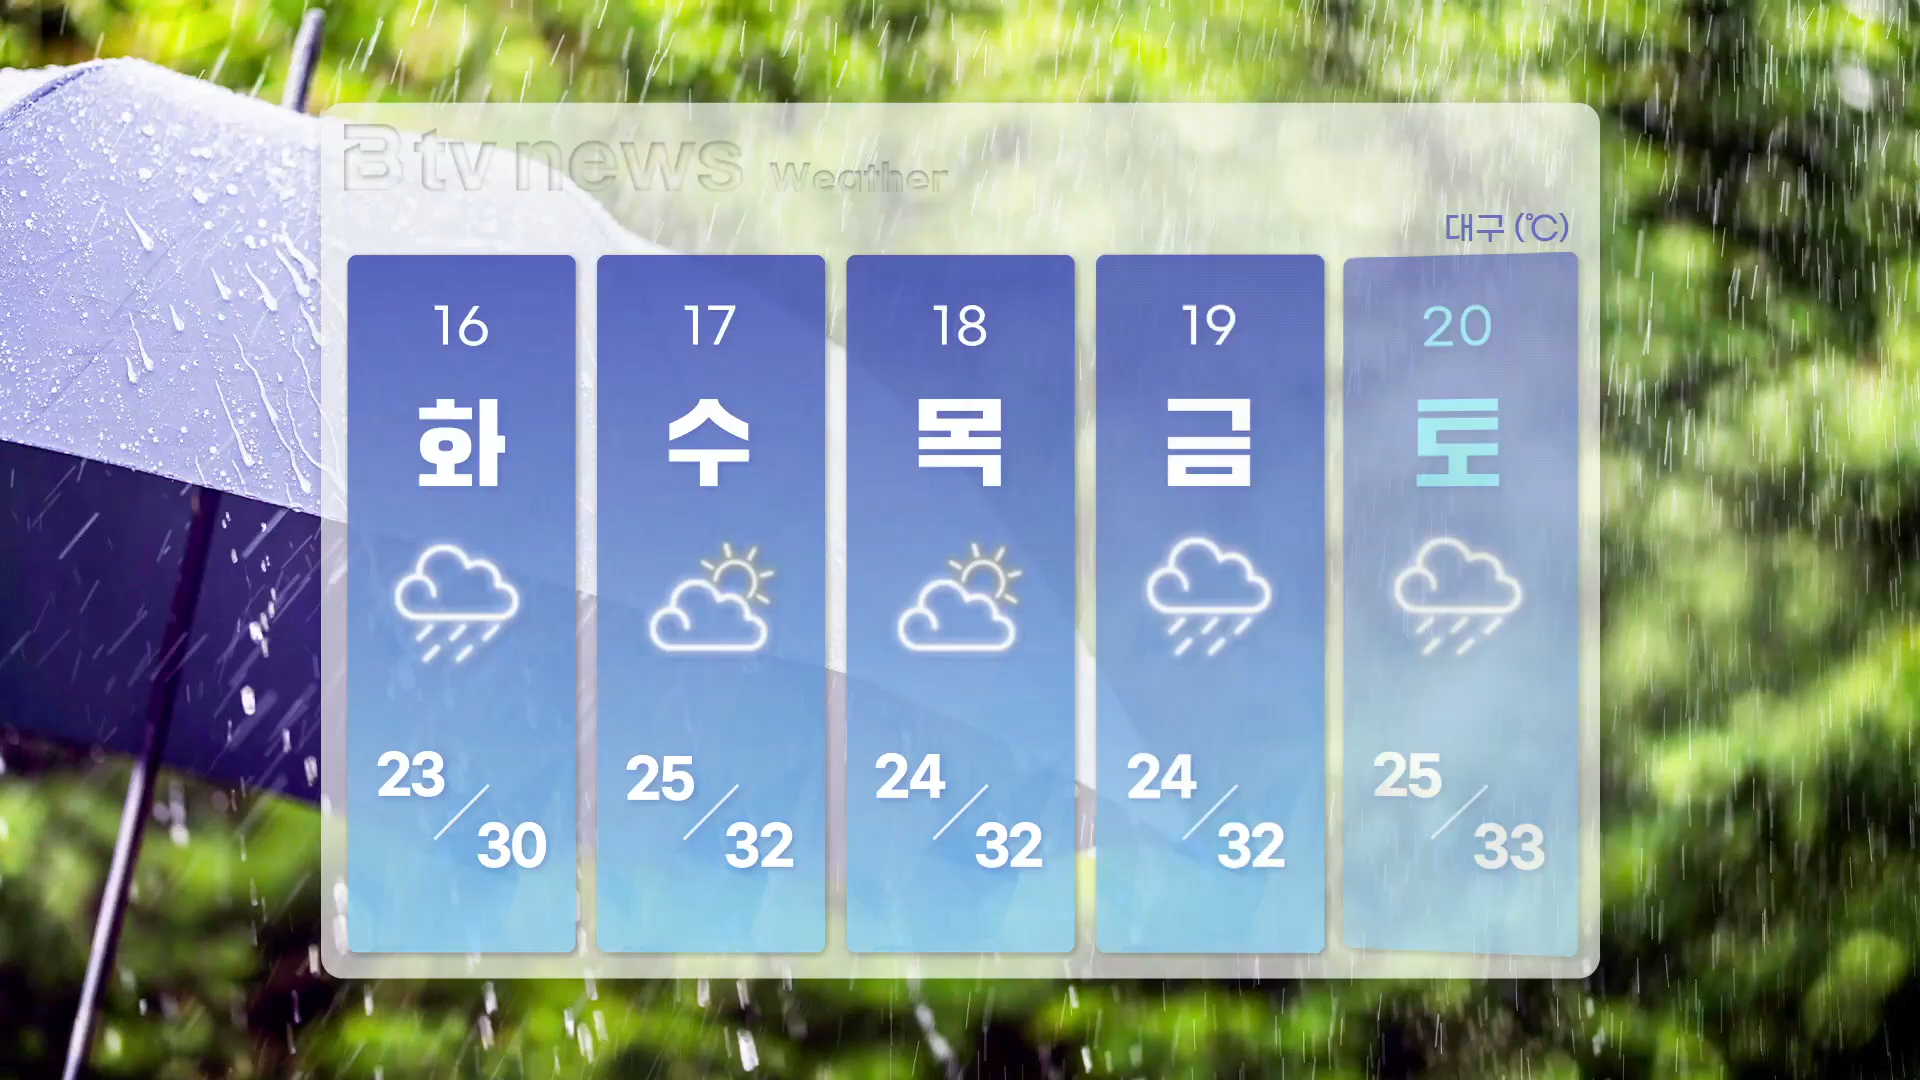 B tv news Weather
대구 (℃)
16 17 18 19 20
화 수 목 금 토
23/30 25/32 24/32 24/32 25/33